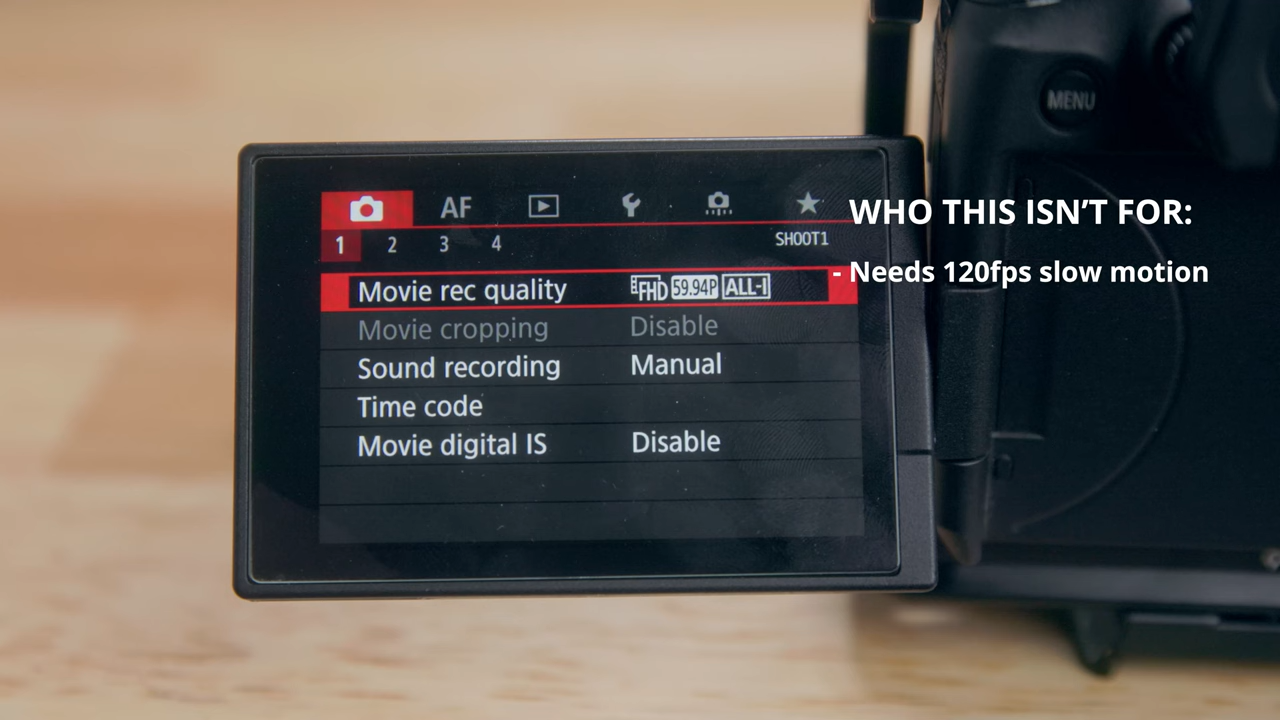 MENU
AF
1 2 3 4 SHOOT1
Movie rec quality FHD 59.94P ALL-I
Movie cropping Disable
Sound recording Manual
Time code
Movie digital IS Disable
WHO THIS ISN'T FOR:
- Needs 120fps slow motion